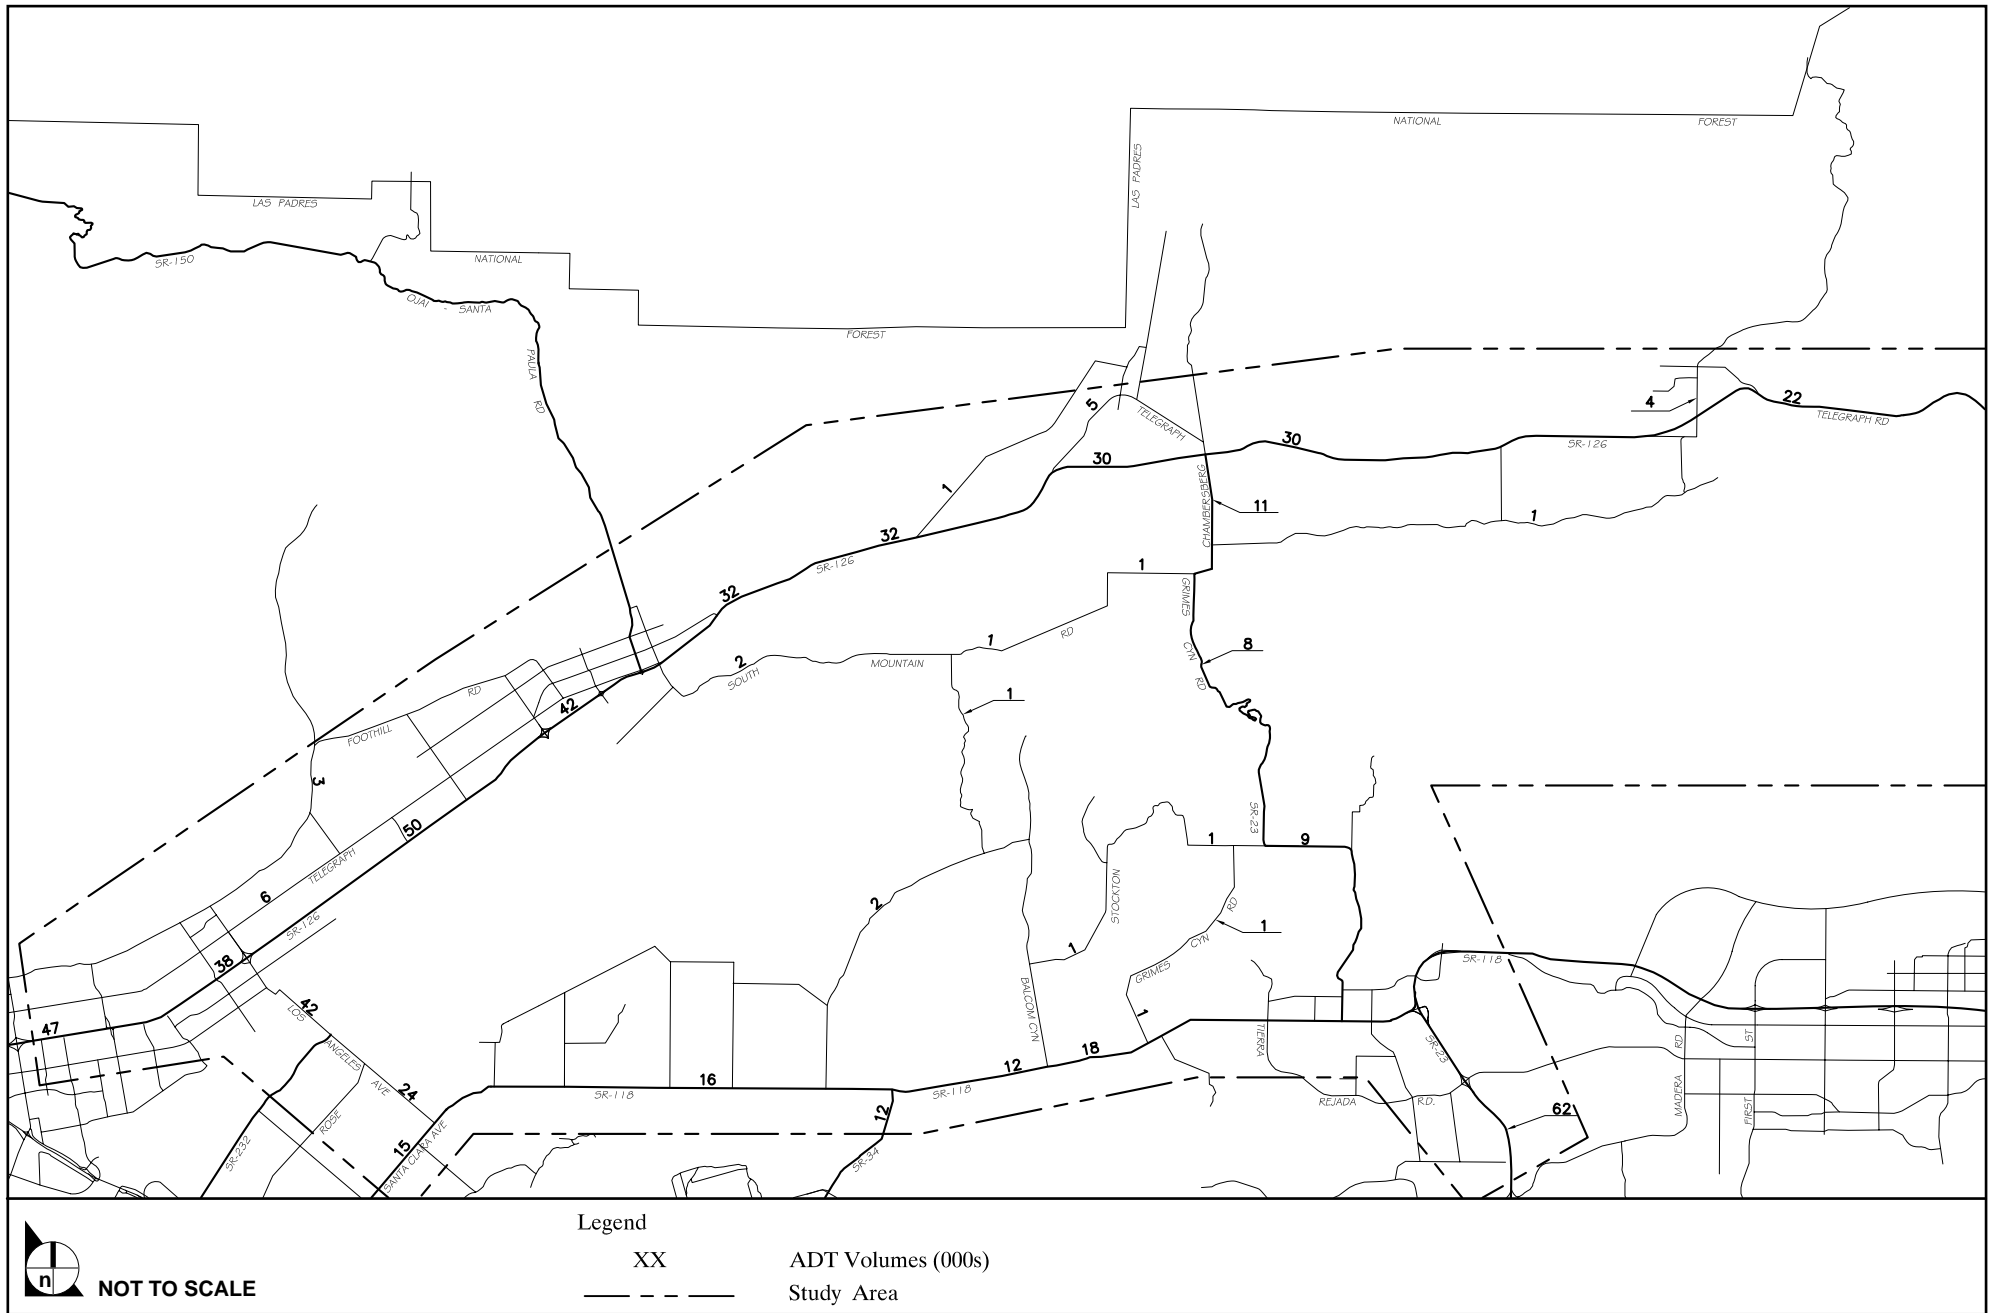 NATIONAL
FOREST
LAS PADRES
LAS PADRES
NATIONAL
SR-150
OJAI - SANTA
FOREST
PAULA
RD
5
4
22
TELEGRAPH
TELEGRAPH RD
30
30
SR-126
1
CHAMBERSBERG
11
1
32
SR-126
1
32
GRIMES
CYN
RD
RD
1
8
2
MOUNTAIN
SOUTH
RD
1
42
FOOTHILL
3
SR-23
50
1
9
TELEGRAPH
6
STOCKTON
2
RD
1
SR-126
CYN
1
GRIMES
38
SR-118
42
BALCOM CYN
LOS
1
47
TIERRA
ANGELES
18
SR-23
RD
ST
12
16
AVE
24
SR-118
SR-118
REJADA
R.D.
MADERA
FIRST
12
62
ROSE
15
SANTA CLARA AVE
SR-232
SR-34
Legend
XX
ADT Volumes (000s)
n
NOT TO SCALE
Study Area